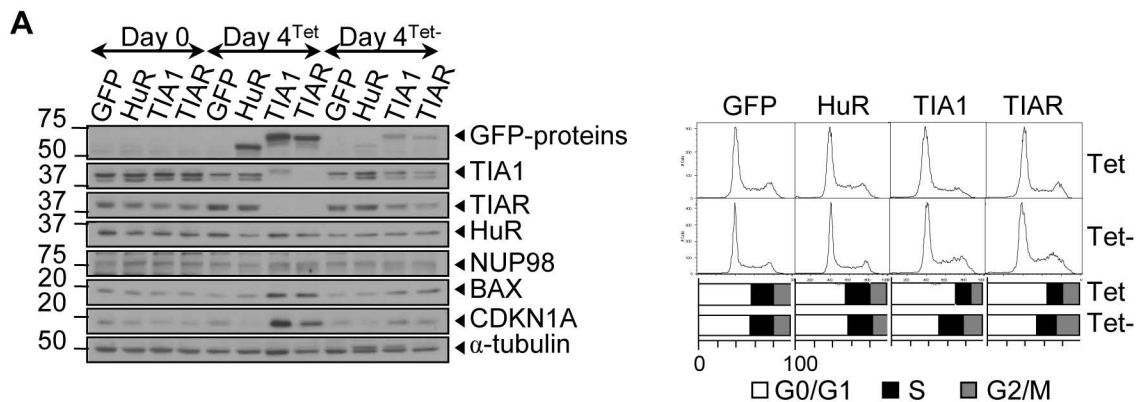 A
Day 0 Day 4Tet Day 4Tet-
GFP HuR TIA1 TIAR GFP HuR TIA1 TIAR GFP HuR TIA1 TIAR
75
50
GFP-proteins
37
TIA1
37
TIAR
37
HuR
75
NUP98
20
BAX
20
CDKN1A
50
α-tubulin
GFP HuR TIA1 TIAR
Tet
Tet-
Tet
Tet-
0 100
G0/G1 S G2/M